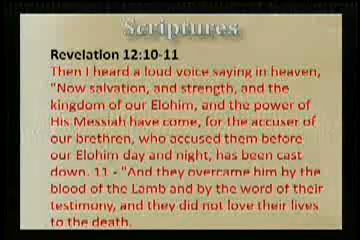 Scriptures
Revelation 12:10-11
Then I heard a loud voice saying in heaven,
"Now salvation, and strength, and the
kingdom of our Elohim, and the power of
His Messiah have come, for the accuser of
our brethren, who accused them before
our Elohim day and night, has been cast
down. 11 - "And they overcame him by the
blood of the Lamb and by the word of their
testimony, and they did not love their lives
to the death.